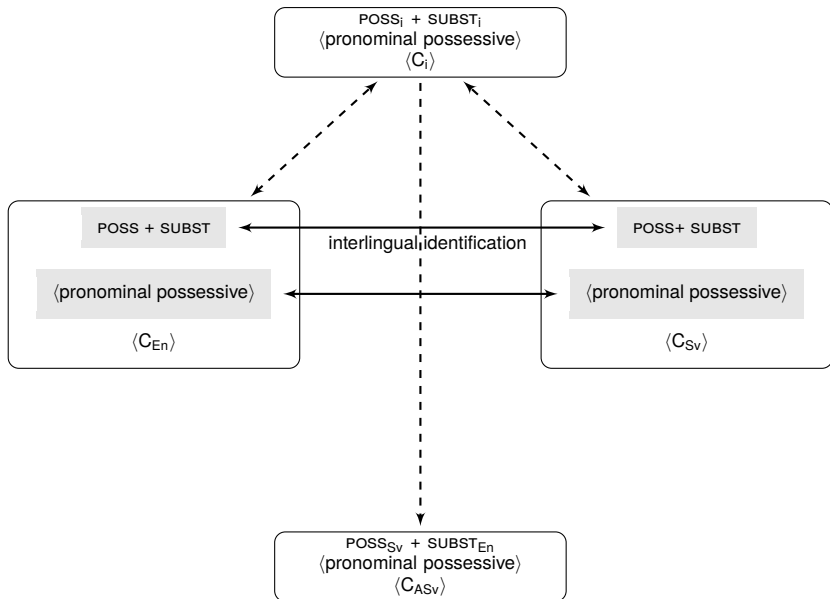 POSSi + SUBSTi
⟨pronominal possessive⟩
⟨Ci⟩
POSS + SUBST
interlingual identification
POSS+ SUBST
⟨pronominal possessive⟩
⟨pronominal possessive⟩
⟨CEn⟩
⟨CSv⟩
POSSSv + SUBSTEn
⟨pronominal possessive⟩
⟨CASv⟩